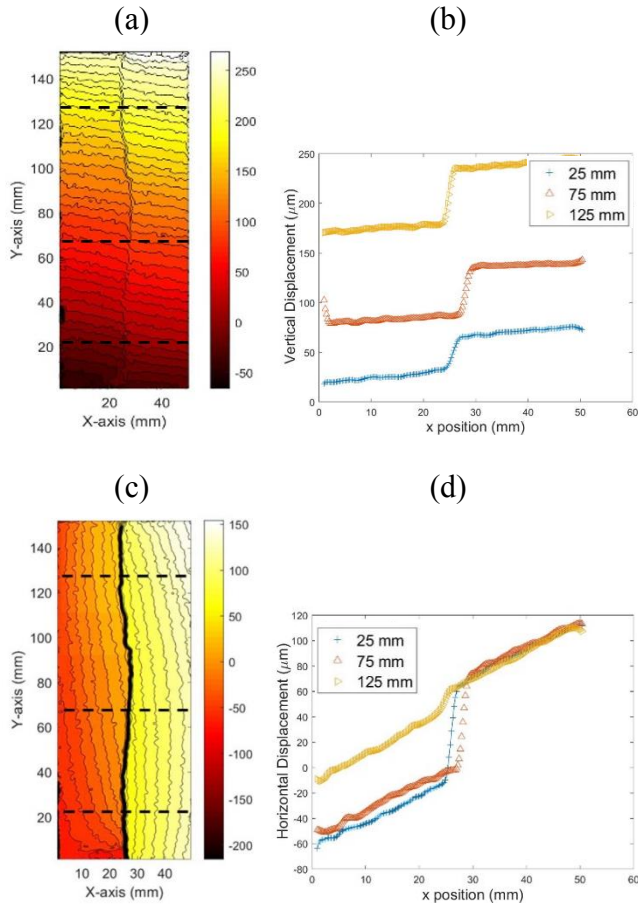 (a)
(b)
140
120
100
80
60
40
20
Y-axis (mm)
20 40
X-axis (mm)
250
200
150
100
50
0
-50
250
200
150
100
50
0
Vertical Displacement (μm)
0 10 20 30 40 50 60
x position (mm)
25 mm
75 mm
125 mm
(c)
(d)
140
120
100
80
60
40
20
Y-axis (mm)
20 40
X-axis (mm)
150
100
50
0
-50
-100
-150
-200
120
100
80
60
40
20
0
-20
-40
-60
-80
Horizontal Displacement (μm)
0 10 20 30 40 50 60
x position (mm)
25 mm
75 mm
125 mm